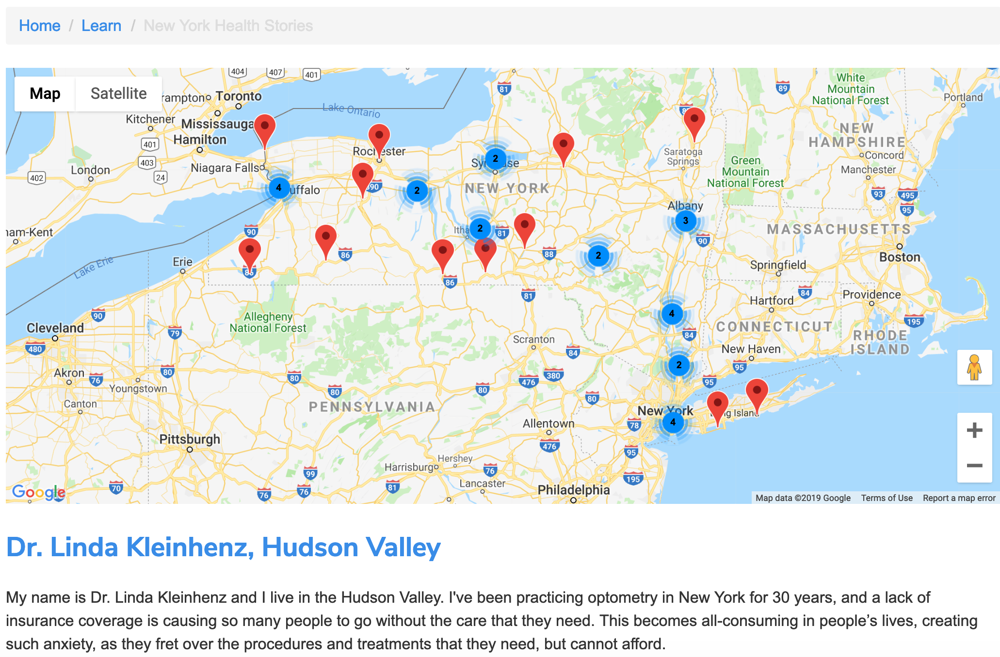 Home / Learn / New York Health Stories
Map
Satellite
404
407
401
81
89
White
Mountain
National Forest
rampton
Toronto
Portland
Lake Ontario
Kitchener
Mississauga
NEW
HAMPSHIRE
Hamilton
401
Rochester
Saratoga
Springs
Concord
403
Niagara Falls
2
Green
Mountain
National Forest
Manchester
London
402
24
4
uffalo
390
2
NEW YORK
93
495
95
Albany
3
ham-Kent
90
2
Itha
81
MASSACHUSETTS
90
86
88
2
Boston
Lake Erie
Erie
86
Springfield
81
84
Providence
Hartford
90
4
195
Allegheny
National Forest
Cleveland
79
CONNECTICUT
RHODE
ISLAND
480
Scranton
84
84
New Haven
2
95
Akron
76
80
80
476
380
95
Youngstown
80
80
80
Canton
PENNSYLVANIA
New York
4
78
Allentown
476
Pittsburgh
95
Hershey
Harrisburg
99
76
195
70
76
76
81
Lancaster
Philadelphia
Google
Map data ©2019 Google
Terms of Use
Report a map error
Dr. Linda Kleinhenz, Hudson Valley
My name is Dr. Linda Kleinhenz and I live in the Hudson Valley. I've been practicing optometry in New York for 30 years, and a lack of
insurance coverage is causing so many people to go without the care that they need. This becomes all-consuming in people’s lives, creating
such anxiety, as they fret over the procedures and treatments that they need, but cannot afford.